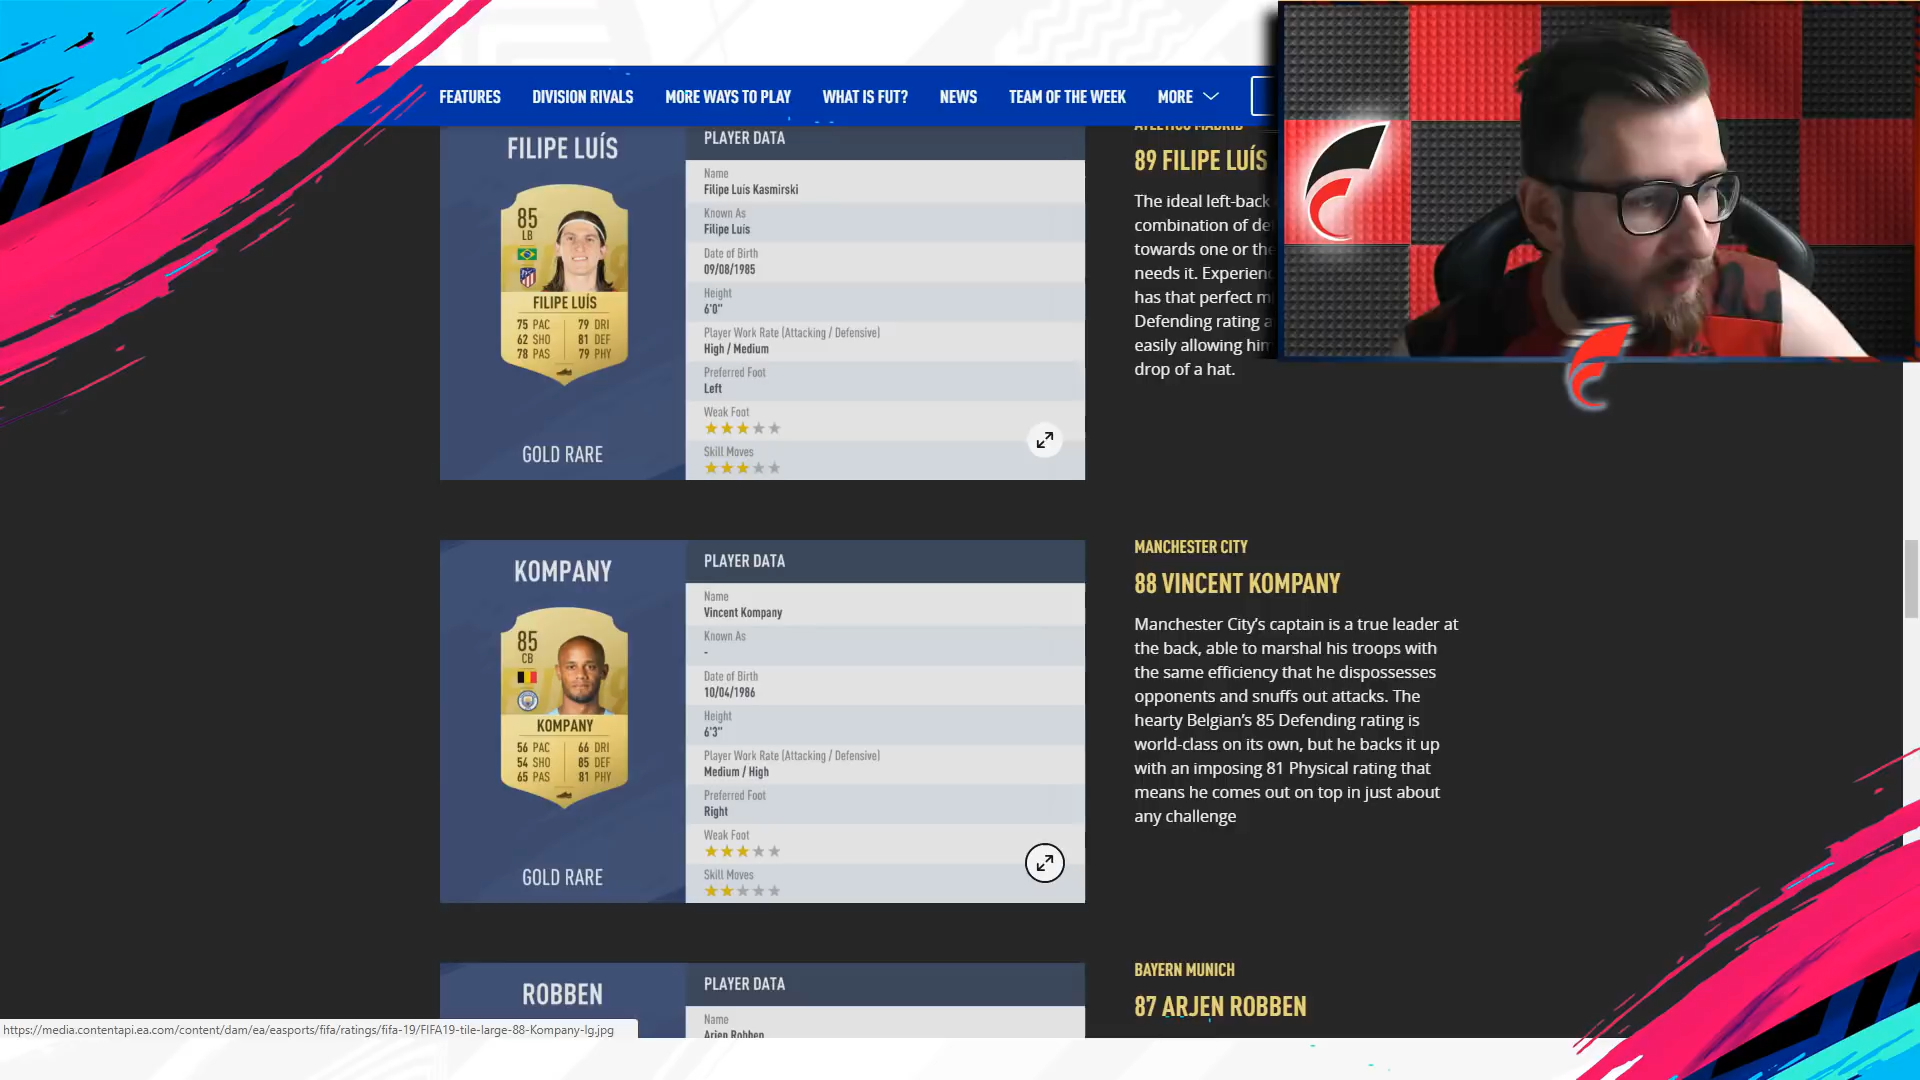 FEATURES DIVISION RIVALS MORE WAYS TO PLAY WHAT IS FUT? NEWS TEAM OF THE WEEK MORE
FILIPE LUÍS
85
LB
FILIPE LUÍS
75 PAC 79 DRI
62 SHO 81 DEF
78 PAS 79 PHY
GOLD RARE
PLAYER DATA
Name
Filipe Luís Kasmirski
Known As
Filipe Luís
Date of Birth
09/08/1985
Height
6'0"
Player Work Rate (Attacking / Defensive)
High / Medium
Preferred Foot
Left
Weak Foot
Skill Moves
ATLETICO MADRID
89 FILIPE LUÍS
The ideal left-back
combination of
towards one or
needs it.
has that perfect
Defending rating
easily allowing
drop of a hat.
KOMPANY
85
CB
KOMPANY
56 PAC 66 DRI
54 SHO 85 DEF
65 PAS 81 PHY
GOLD RARE
PLAYER DATA
Name
Vincent Kompany
Known As
-
Date of Birth
10/04/1986
Height
6'3"
Player Work Rate (Attacking / Defensive)
Medium / High
Preferred Foot
Right
Weak Foot
Skill Moves
MANCHESTER CITY
88 VINCENT KOMPANY
Manchester City's captain is a true leader at
the back, able to marshal his troops with
the same efficiency that he dispossesses
opponents and snuffs out attacks. The
hearty Belgian's 85 Defending rating is
world-class on its own, but he backs it up
with an imposing 81 Physical rating that
means he comes out on top in just about
any challenge
ROBBEN
PLAYER DATA
Name
Arjen Robben
BAYERN MUNICH
87 ARJEN ROBBEN
https://media.contentapi.ea.com/content/dam/ea/easports/fifa/ratings/fifa-19/FIFA19-tile-large-88-Kompany-lg.jpg